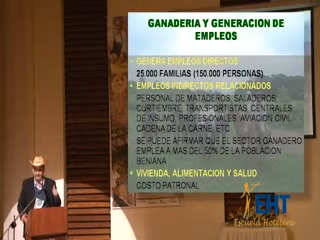 GANADERIA Y GENERACION DE
EMPLEOS
GENERA EMPLEOS DIRECTOS
25.000 FAMILIAS (150.000 PERSONAS)
EMPLEOS INDIRECTOS RELACIONADOS
PERSONAL DE MATADEROS, SALADEROS,
CURTIEMBRE, TRANSPORTISTAS, CENTRALES
DE INSUMO, PROFESIONALES, AVIACION CIVIL
CADENA DE LA CARNE, ETC.
SE PUEDE AFIRMAR QUE EL SECTOR GANADERO
EMPLEA A MAS DEL 50% DE LA POBLACION
BENIANA
VIVIENDA, ALIMENTACION Y SALUD
COSTO PATRONAL
EHT
Escuela Hotelera